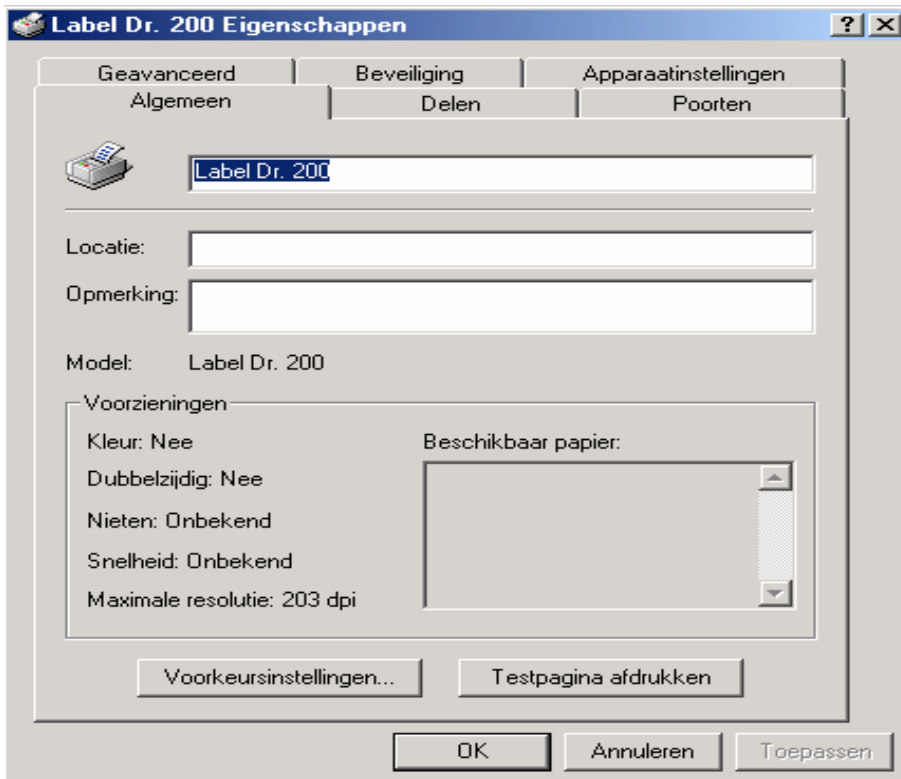 Label Dr. 200 Eigenschappen
Geavanceerd Beveiliging Apparaatinstellingen
Algemeen Delen Poorten
Label Dr. 200
Locatie:
Opmerking:
Model: Label Dr. 200
Voorzieningen
Kleur: Nee Beschikbaar papier:
Dubbelzijdig: Nee
Nieten: Onbekend
Snelheid: Onbekend
Maximale resolutie: 203 dpi
Voorkeursinstellingen... Testpagina afdrukken
OK Annuleren Toepassen